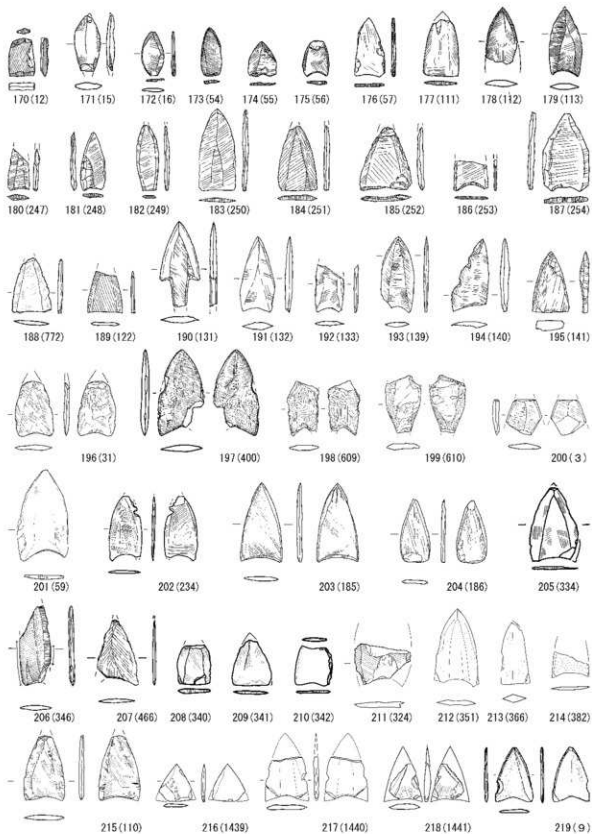 170(12) 171(15) 172(16) 173(54) 174(55) 175(56) 176(57) 177(111) 178(112) 179(113)
180(247) 181(248) 182(249) 183(250) 184(251) 185(252) 186(253) 187(254)
188(772) 189(122) 190(131) 191(132) 192(133) 193(139) 194(140) 195(141)
196(31) 197(400) 198(609) 199(610) 200(3)
201(59) 202(234) 203(185) 204(186) 205(334)
206(346) 207(466) 208(340) 209(341) 210(342) 211(324) 212(351) 213(366) 214(382)
215(110) 216(1439) 217(1440) 218(1441) 219(9)